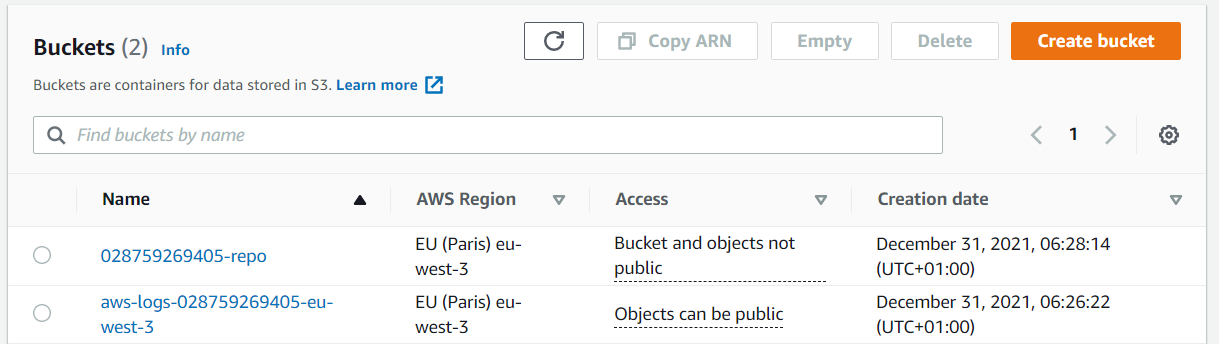 Buckets (2) Info
Copy ARN
Empty
Delete
Create bucket
Buckets are containers for data stored in S3. Learn more
Find buckets by name
1
Name AWS Region Access Creation date
028759269405-repo
EU (Paris) eu-
west-3
Bucket and objects not
public
December 31, 2021, 06:28:14
(UTC+01:00)
aws-logs-028759269405-eu-
west-3
EU (Paris) eu-
west-3
Objects can be public
December 31, 2021, 06:26:22
(UTC+01:00)